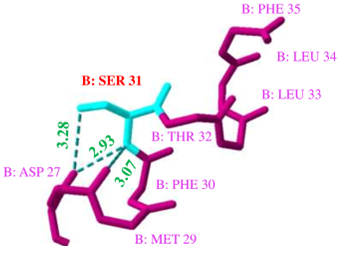 B: PHE 35
B: LEU 34
B: SER 31
B: LEU 33
3.28
2.93
B: THR 32
B: ASP 27
3.07
B: PHE 30
B: MET 29